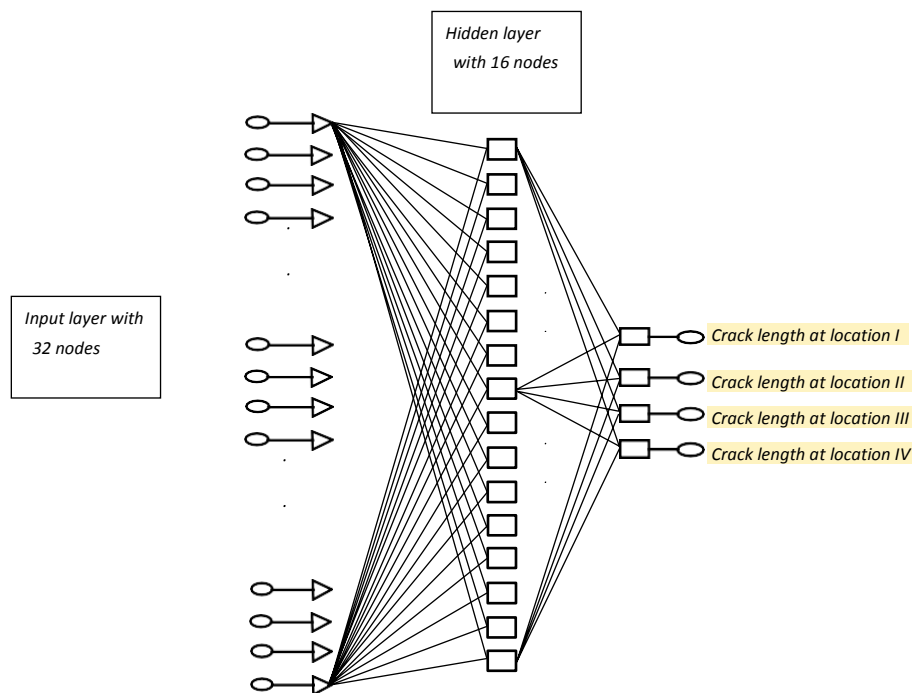 Hidden layer
with 16 nodes
Input layer with
32 nodes
Crack length at location I
Crack length at location II
Crack length at location III
Crack length at location IV